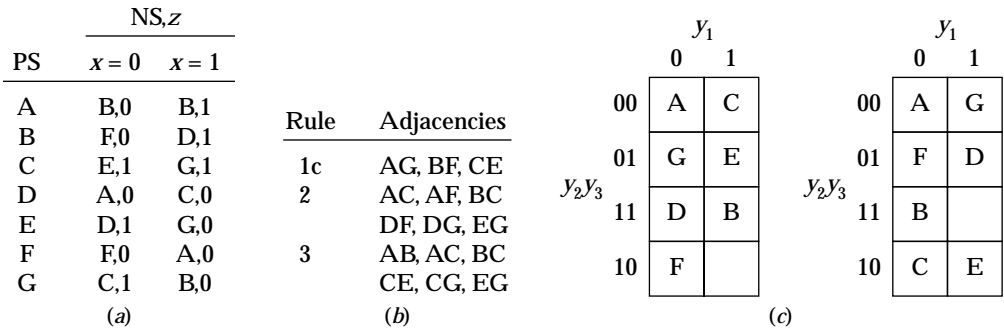 NS,z
PS x = 0 x = 1
A B,0 B,1
B F,0 D,1
C E,1 G,1
D A,0 C,0
E D,1 G,0
F F,0 A,0
G C,1 B,0
(a)
Rule Adjacencies
1c AG, BF, CE
2 AC, AF, BC
DF, DG, EG
3 AB, AC, BC
CE, CG, EG
(b)
y1
0 1
00 A C
01 G E
y2y3
11 D B
10 F
y1
0 1
00 A G
01 F D
y2y3
11 B
10 C E
(c)